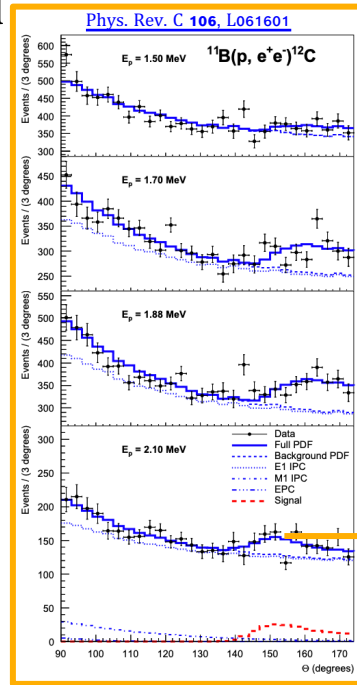 Phys. Rev. C 106, L061601
Events / (3 degrees)
600
550
500
450
400
350
300
E_p = 1.50 MeV
¹¹B(p, e⁺e⁻)¹²C
Events / (3 degrees)
450
400
350
300
250
E_p = 1.70 MeV
Events / (3 degrees)
550
500
450
400
350
300
E_p = 1.88 MeV
Events / (3 degrees)
300
250
200
150
100
50
0
E_p = 2.10 MeV
Data
Full PDF
Background PDF
E1 IPC
M1 IPC
EPC
Signal
90 100 110 120 130 140 150 160 170
Θ (degrees)